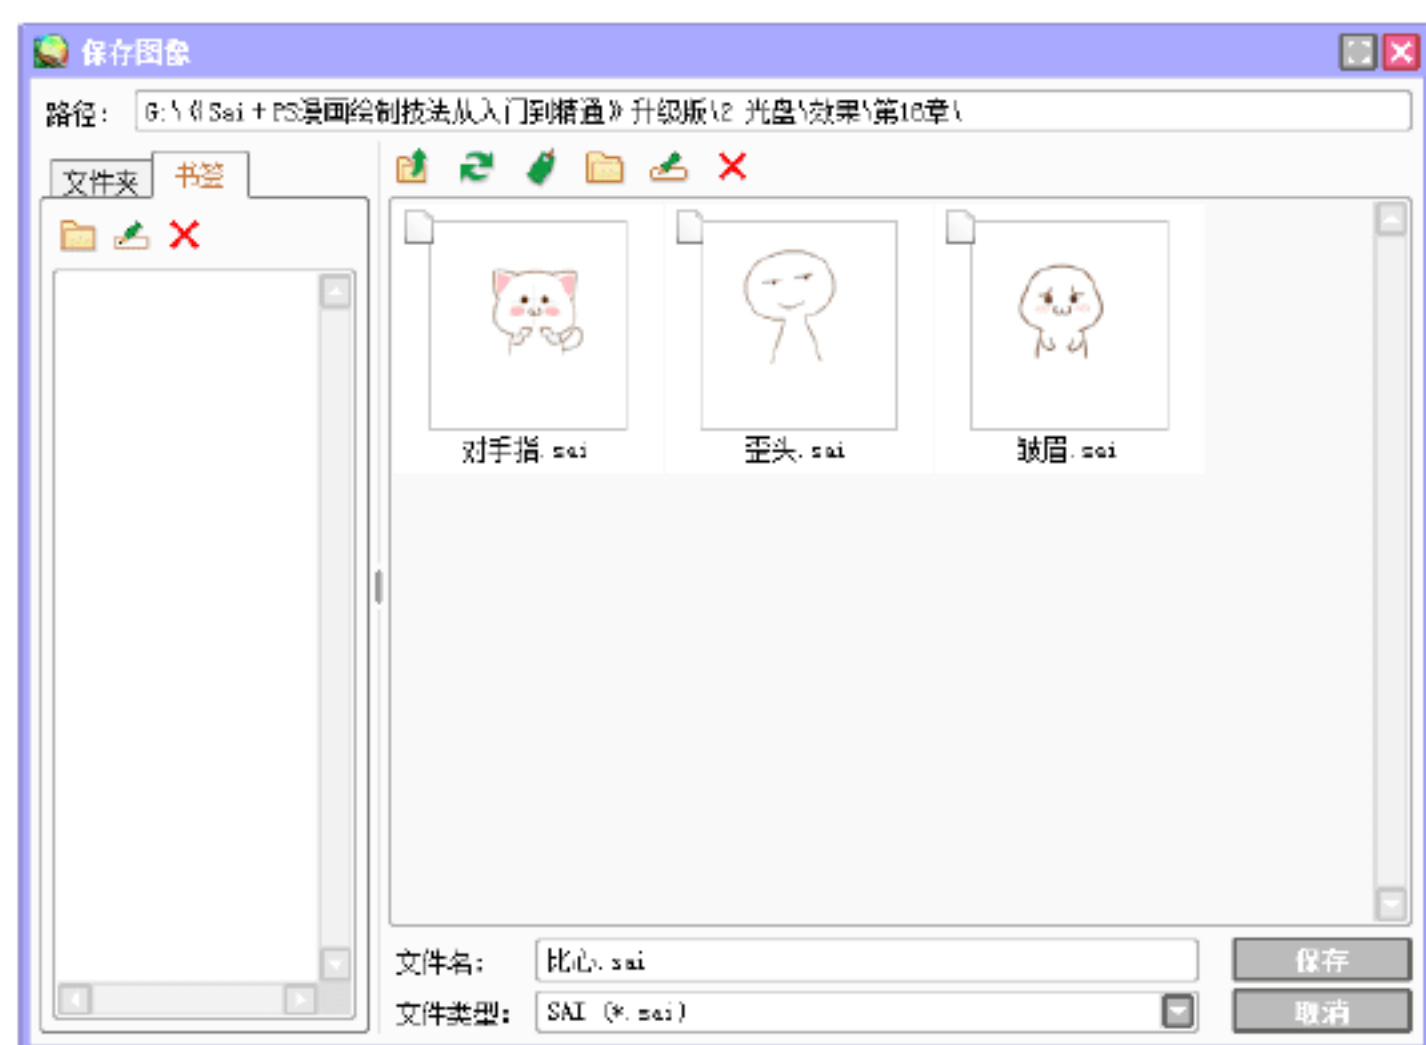 保存图像
路径: G:\《Sai+PS漫画绘制技法从入门到精通》升级版\2 光盘\效果\第16章\
文件夹 书签
对手指.sai 歪头.sai 皱眉.sai
文件名: 比心.sai 保存
文件类型: SAI (*.sai) 取消